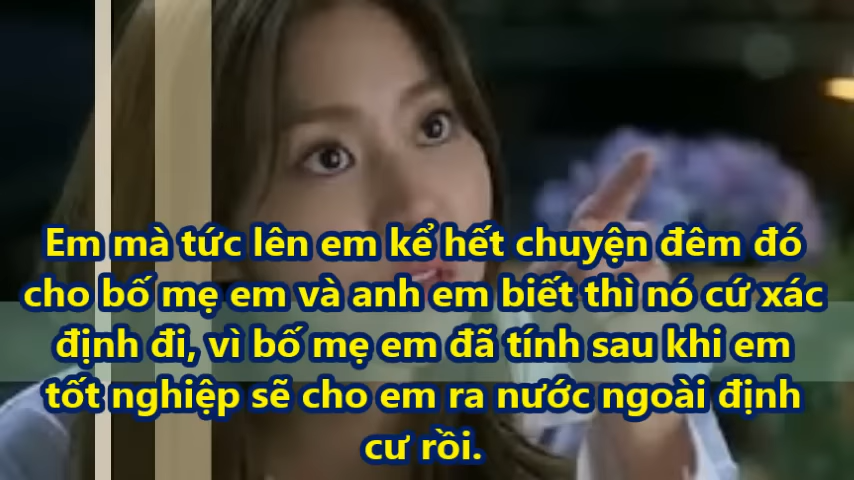 Em mà tức lên em kể hết chuyện đêm đó
cho bố mẹ em và anh em biết thì nó cứ xác
định đi, vì bố mẹ em đã tính sau khi em
tốt nghiệp sẽ cho em ra nước ngoài định
cư rồi.